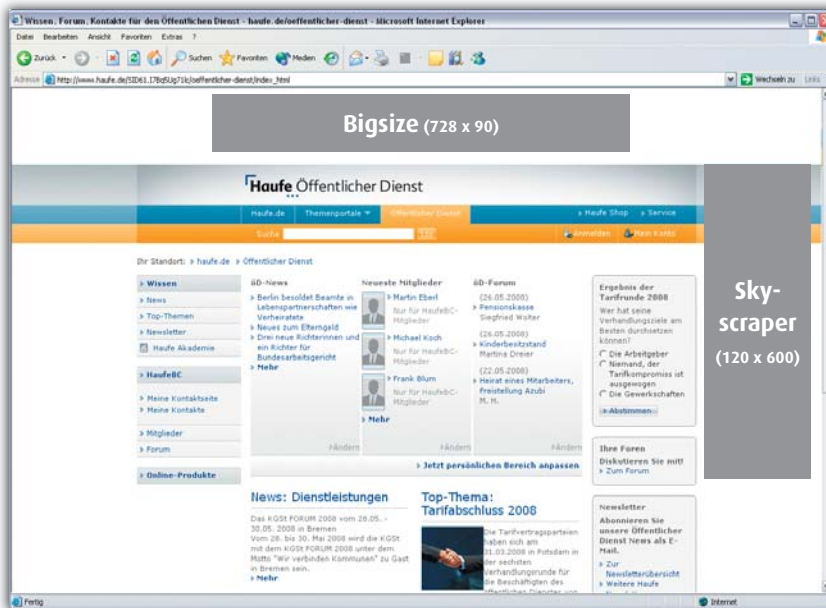 Wissen, Forum, Kontakte für den Öffentlichen Dienst - haufe.de/oeffentlicher-dienst - Microsoft Internet Explorer
Datei Bearbeiten Ansicht Favoriten Extras ?
Zurück Suchen Favoriten Medien
Adresse Wechseln zu Links
Bigsize (728 x 90)
Haufe Öffentlicher Dienst
Haufe.de Themenportale Öffentlicher Dienst » Haufe Shop » Service
Suche Anmelden Mein Konto
Ihr Standort: » haufe.de » Öffentlicher Dienst
» Wissen
» News
» Top-Themen
» Newsletter
Haufe Akademie
» HaufeBC
» Meine Kontaktseite
» Meine Kontakte
» Mitglieder
» Forum
» Online-Produkte
öD-News
» Berlin besoldet Beamte in
Lebenspartnerschaften wie
Verheiratete
» Neues zum Elterngeld
» Drei neue Richterinnen und
ein Richter für
Bundesarbeitsgericht
» Mehr
»Ändern
Neueste Mitglieder
» Martin Eberl
Nur für HaufeBC-
Mitglieder
» Michael Koch
Nur für HaufeBC-
Mitglieder
» Frank Blum
Nur für HaufeBC-
Mitglieder
» Mehr
»Ändern
öD-Forum
(26.05.2008)
» Pensionskasse
Siegfried Wolter
(26.05.2008)
» Kinderbesitzstand
Martina Dreier
(22.05.2008)
» Heirat eines Mitarbeiters,
Freistellung Azubi
M. H.
»Ändern
» Jetzt persönlichen Bereich anpassen
Ergebnis der
Tarifrunde 2008
Wer hat seine
Verhandlungsziele am
Besten durchsetzen
können?
Die Arbeitgeber
Niemand, der
Tarifkompromiss ist
ausgewogen
Die Gewerkschaften
» Abstimmen
Ihre Foren
Diskutieren Sie mit!
» Zum Forum
Newsletter
Abonnieren Sie
unsere Öffentlicher
Dienst News als E-
Mail.
» Zur
Newsletterübersicht
» Weitere Haufe
Sky-
scraper
(120 x 600)
News: Dienstleistungen
Das KGSt FORUM 2008 vom 28.05. -
30.05. 2008 in Bremen
Vom 28. bis 30. Mai 2008 wird die KGSt
mit dem KGSt FORUM 2008 unter dem
Motto "Wir verbinden Kommunen" zu Gast
in Bremen sein.
» Mehr
Top-Thema:
Tarifabschluss 2008
Die Tarifvertragsparteien
haben sich am
31.03.2008 in Potsdam in
der sechsten
Verhandlungsrunde für
die Beschäftigten des
öffentlichen Dienstes von
Fertig Internet